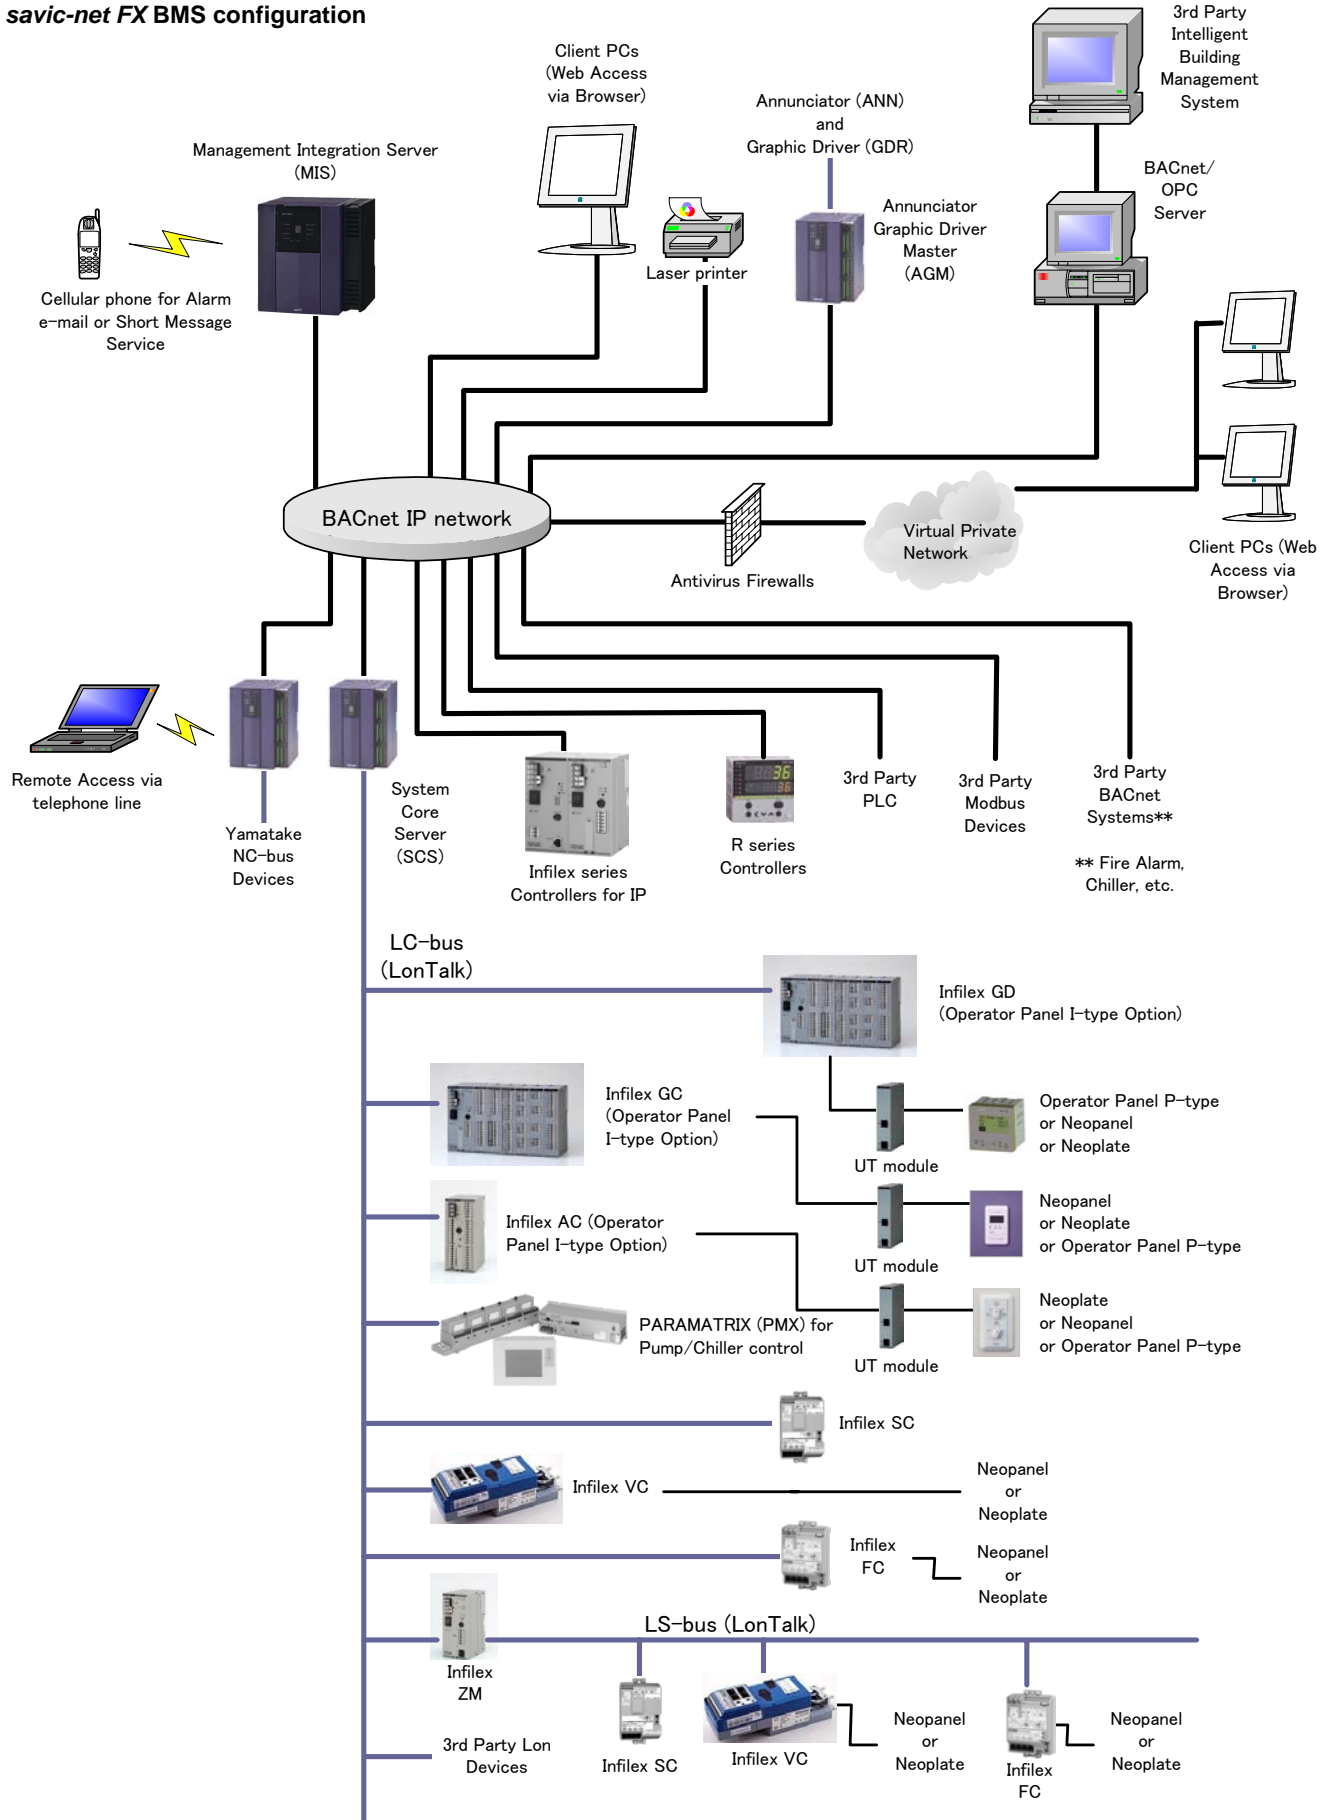 savic-net FX BMS configuration
3rd Party
Intelligent
Building
Management
System
Client PCs
(Web Access
via Browser)
Annunciator (ANN)
and
Graphic Driver (GDR)
Management Integration Server
(MIS)
BACnet/
OPC
Server
Annunciator
Graphic Driver
Master
(AGM)
Laser printer
Cellular phone for Alarm
e-mail or Short Message
Service
BACnet IP network
Virtual Private
Network
Antivirus Firewalls
Client PCs (Web
Access via
Browser)
Remote Access via
telephone line
Yamatake
NC-bus
Devices
System
Core
Server
(SCS)
Infilex series
Controllers for IP
R series
Controllers
3rd Party
PLC
3rd Party
Modbus
Devices
3rd Party
BACnet
Systems**
** Fire Alarm,
Chiller, etc.
36
36
LC-bus
(LonTalk)
Infilex GD
(Operator Panel I-type Option)
Infilex GC
(Operator Panel
I-type Option)
UT module
Operator Panel P-type
or Neopanel
or Neoplate
Infilex AC (Operator
Panel I-type Option)
UT module
Neopanel
or Neoplate
or Operator Panel P-type
PARAMATRIX (PMX) for
Pump/Chiller control
UT module
Neoplate
or Neopanel
or Operator Panel P-type
Infilex SC
Infilex VC
Neopanel
or
Neoplate
Infilex
FC
Neopanel
or
Neoplate
LS-bus (LonTalk)
Infilex
ZM
3rd Party Lon
Devices
Infilex SC
Infilex VC
Neopanel
or
Neoplate
Infilex
FC
Neopanel
or
Neoplate